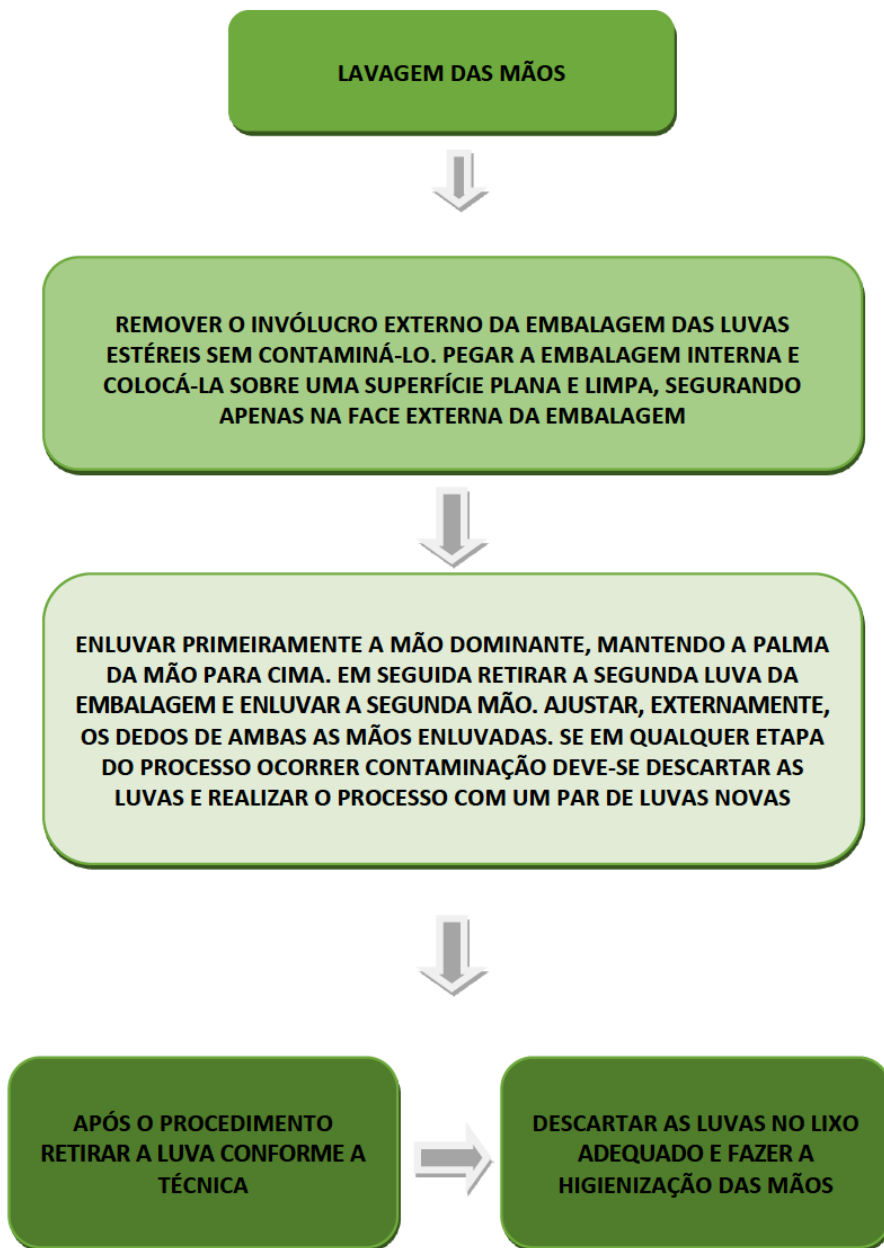 LAVAGEM DAS MÃOS
REMOVER O INVÓLUCRO EXTERNO DA EMBALAGEM DAS LUVAS
ESTÉREIS SEM CONTAMINÁ-LO. PEGAR A EMBALAGEM INTERNA E
COLOCÁ-LA SOBRE UMA SUPERFÍCIE PLANA E LIMPA, SEGURANDO
APENAS NA FACE EXTERNA DA EMBALAGEM
ENLUVAR PRIMEIRAMENTE A MÃO DOMINANTE, MANTENDO A PALMA
DA MÃO PARA CIMA. EM SEGUIDA RETIRAR A SEGUNDA LUVA DA
EMBALAGEM E ENLUVAR A SEGUNDA MÃO. AJUSTAR, EXTERNAMENTE,
OS DEDOS DE AMBAS AS MÃOS ENLUVADAS. SE EM QUALQUER ETAPA
DO PROCESSO OCORRER CONTAMINAÇÃO DEVE-SE DESCARTAR AS
LUVAS E REALIZAR O PROCESSO COM UM PAR DE LUVAS NOVAS
APÓS O PROCEDIMENTO
RETIRAR A LUVA CONFORME A
TÉCNICA
DESCARTAR AS LUVAS NO LIXO
ADEQUADO E FAZER A
HIGIENIZAÇÃO DAS MÃOS